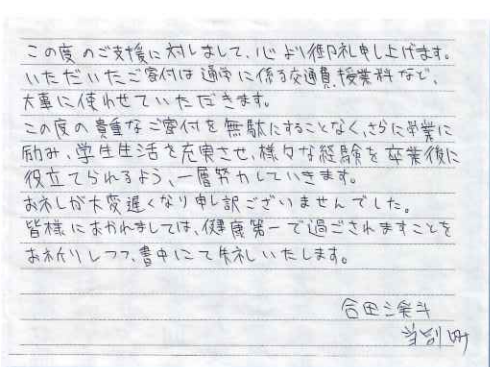 この度のご支援に対しまして、心より御礼申し上げます。
いただいたご寄付は通学に係る交通費、授業料など、
大事に使わせていただきます。
この度の貴重なご寄付を無駄にすることなく、さらに学業に
励み、学生生活を充実させ、様々な経験を卒業後に
役立てられるよう、一層努力していきます。
お礼が大変遅くなり申し訳ございませんでした。
皆様におかれましては、健康第一で過ごされますことを
お祈りしつつ、書中にて失礼いたします。